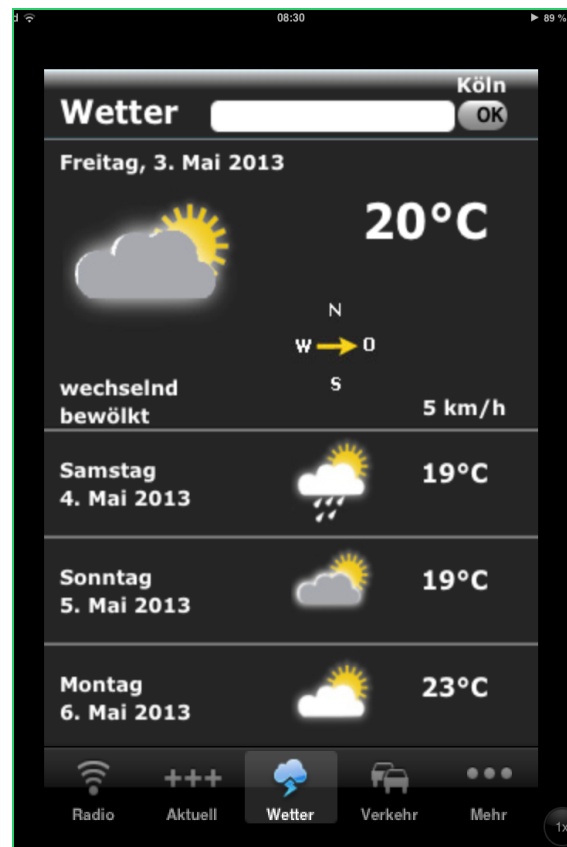 08:30
89 %
Köln
Wetter
OK
Freitag, 3. Mai 2013
20°C
N
W O
S
wechselnd
bewölkt
5 km/h
Samstag
4. Mai 2013
19°C
Sonntag
5. Mai 2013
19°C
Montag
6. Mai 2013
23°C
+++
Radio Aktuell Wetter Verkehr Mehr
1x